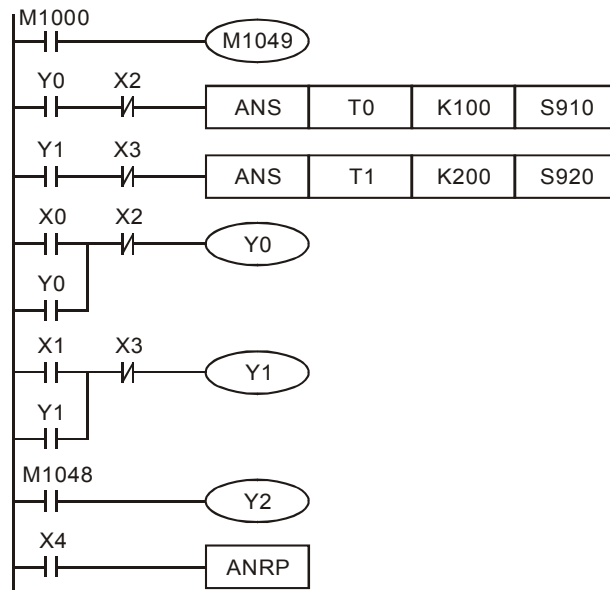 M1000
M1049
Y0 X2
ANS T0 K100 S910
Y1 X3
ANS T1 K200 S920
X0 X2
Y0
Y0
X1 X3
Y1
Y1
M1048
Y2
X4
ANRP